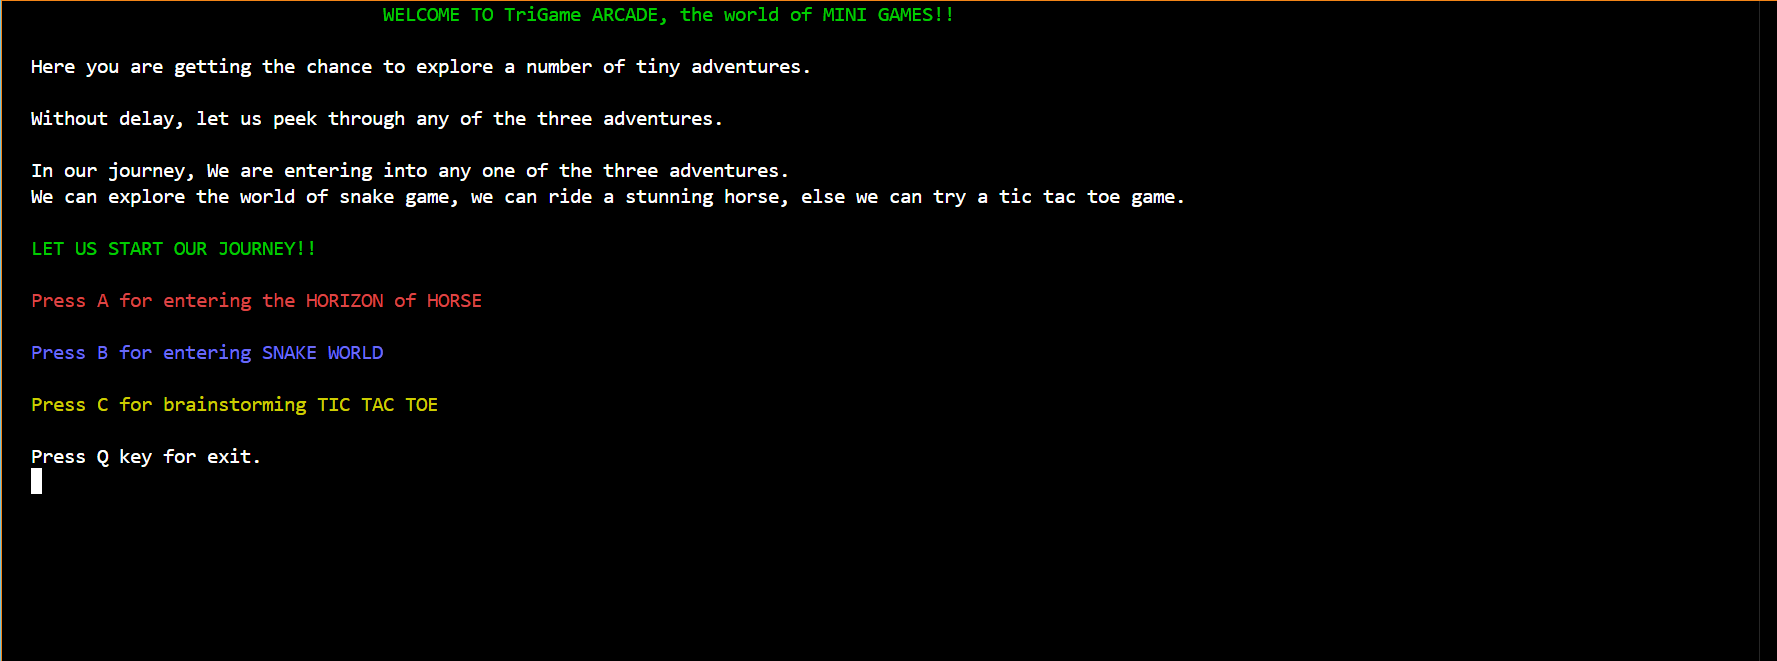 WELCOME TO TriGame ARCADE, the world of MINI GAMES!!
Here you are getting the chance to explore a number of tiny adventures.
Without delay, let us peek through any of the three adventures.
In our journey, We are entering into any one of the three adventures.
We can explore the world of snake game, we can ride a stunning horse, else we can try a tic tac toe game.
LET US START OUR JOURNEY!!
Press A for entering the HORIZON of HORSE
Press B for entering SNAKE WORLD
Press C for brainstorming TIC TAC TOE
Press Q key for exit.